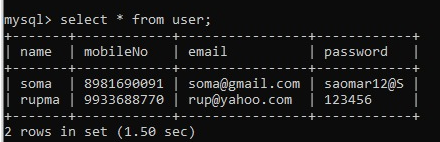 mysql> select * from user;
+-------+------------+----------------+------------+
| name  | mobileNo   | email          | password   |
+-------+------------+----------------+------------+
| soma  | 8981690091 | soma@gmail.com | saomar12@S |
| rupma | 9933688770 | rup@yahoo.com  | 123456     |
+-------+------------+----------------+------------+
2 rows in set (1.50 sec)